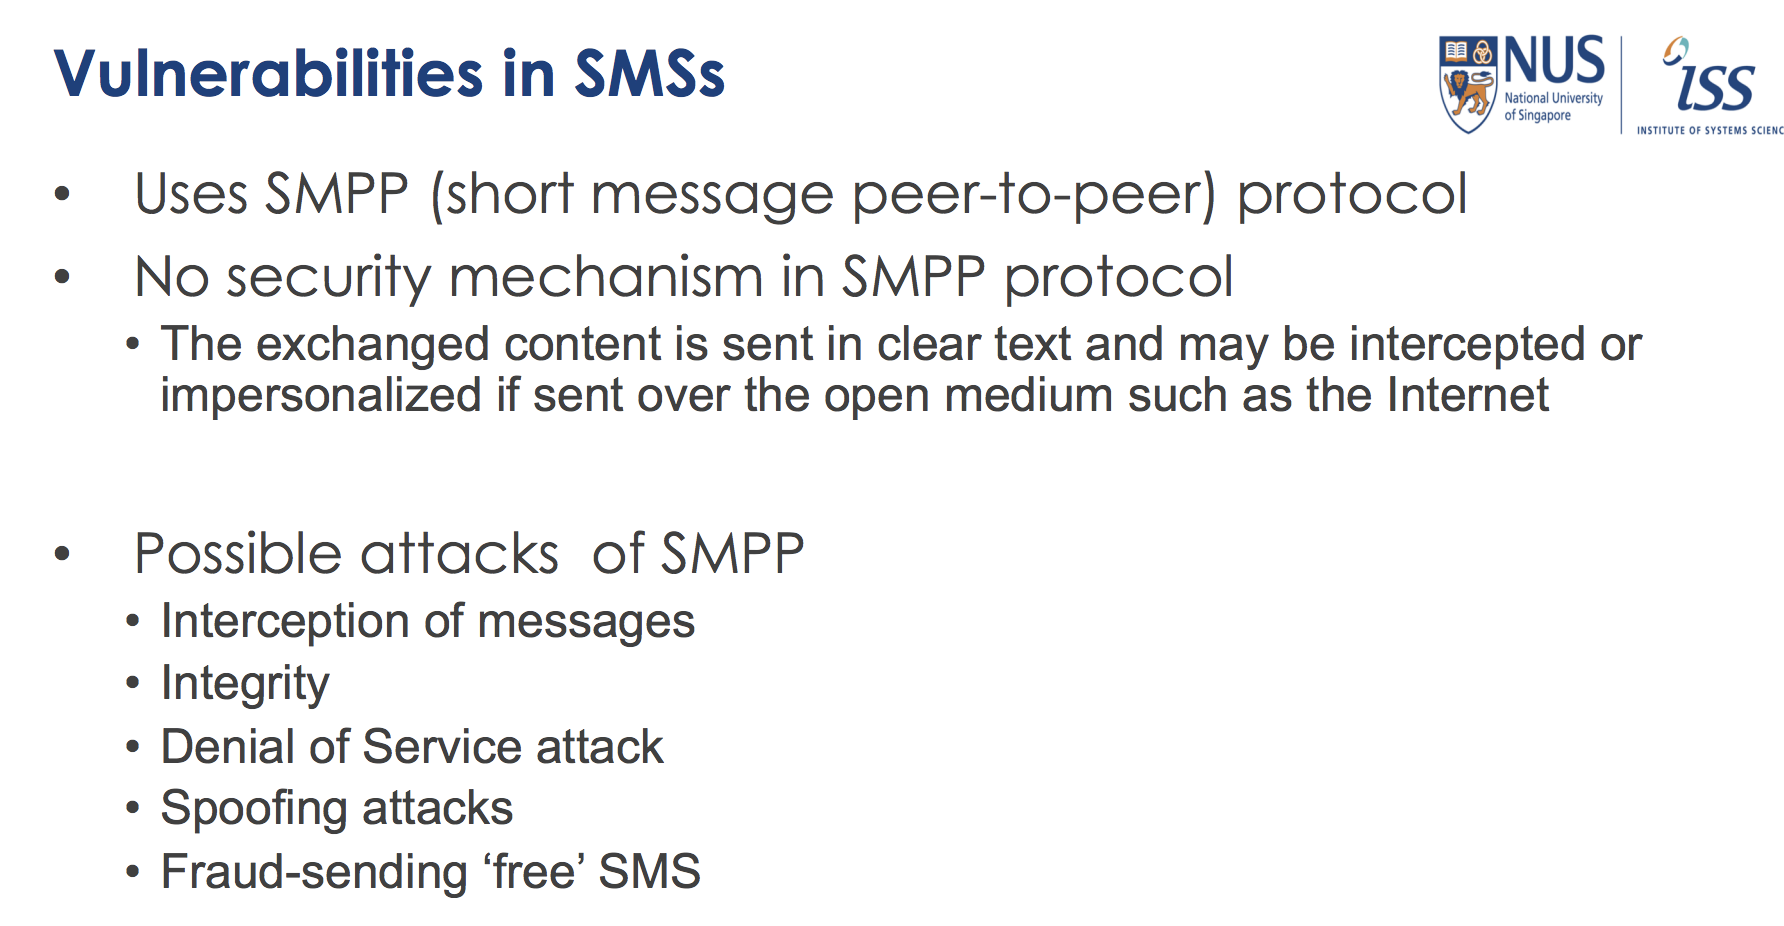 Vulnerabilities in SMSs
NUS
National University
of Singapore
iss
INSTITUTE OF SYSTEMS SCIENC
• Uses SMPP (short message peer-to-peer) protocol
• No security mechanism in SMPP protocol
• The exchanged content is sent in clear text and may be intercepted or
impersonalized if sent over the open medium such as the Internet
• Possible attacks of SMPP
• Interception of messages
• Integrity
• Denial of Service attack
• Spoofing attacks
• Fraud-sending ‘free’ SMS